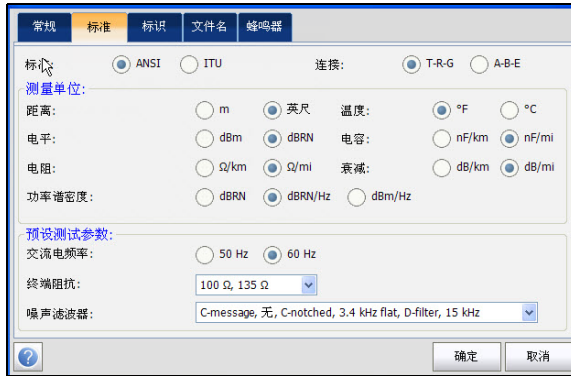 常规 标准 标识 文件名 蜂鸣器
标准: ANSI ITU 连接: T-R-G A-B-E
测量单位:
距离: m 英尺 温度: °F °C
电平: dBm dBRN 电容: nF/km nF/mi
电阻: Ω/km Ω/mi 衰减: dB/km dB/mi
功率谱密度: dBRN dBRN/Hz dBm/Hz
预设测试参数:
交流电频率: 50 Hz 60 Hz
终端阻抗: 100 Ω, 135 Ω
噪声滤波器: C-message, 无, C-notched, 3.4 kHz flat, D-filter, 15 kHz
? 确定 取消